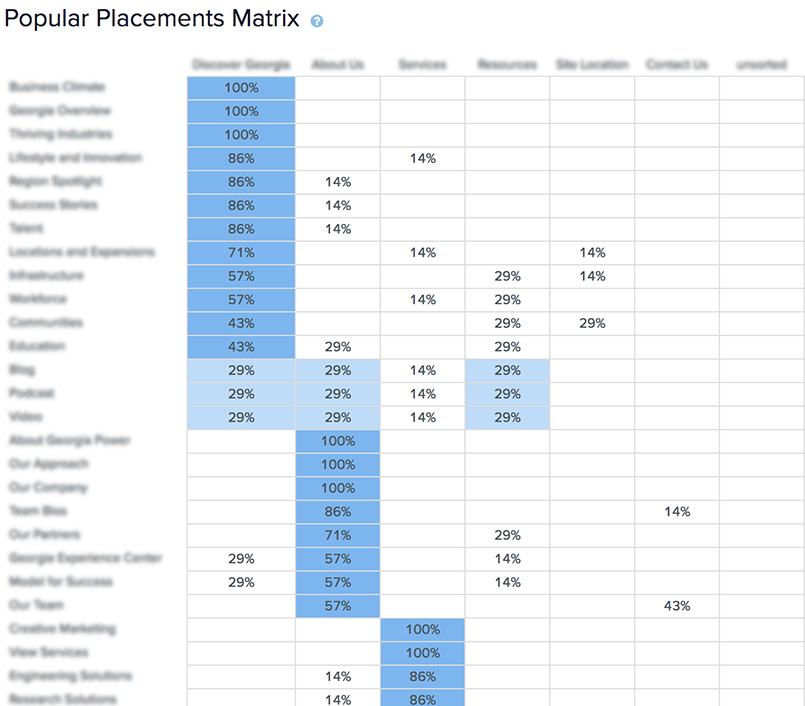 Popular Placements Matrix ?
Discover Georgia About Us Services Resources Site Location Contact Us unsorted
Business Climate 100%
Georgia Overview 100%
Thriving Industries 100%
Lifestyle and Innovation 86% 14%
Region Spotlight 86% 14%
Success Stories 86% 14%
Talent 86% 14%
Locations and Expansions 71% 14% 14%
Infrastructure 57% 29% 14%
Workforce 57% 14% 29%
Communities 43% 29% 29%
Education 43% 29% 29%
Blog 29% 29% 14% 29%
Podcast 29% 29% 14% 29%
Video 29% 29% 14% 29%
About Georgia Power 100%
Our Approach 100%
Our Company 100%
Team Bios 86% 14%
Our Partners 71% 29%
Georgia Experience Center 29% 57% 14%
Model for Success 29% 57% 14%
Our Team 57% 43%
Creative Marketing 100%
View Services 100%
Engineering Solutions 14% 86%
Research Solutions 14% 86%